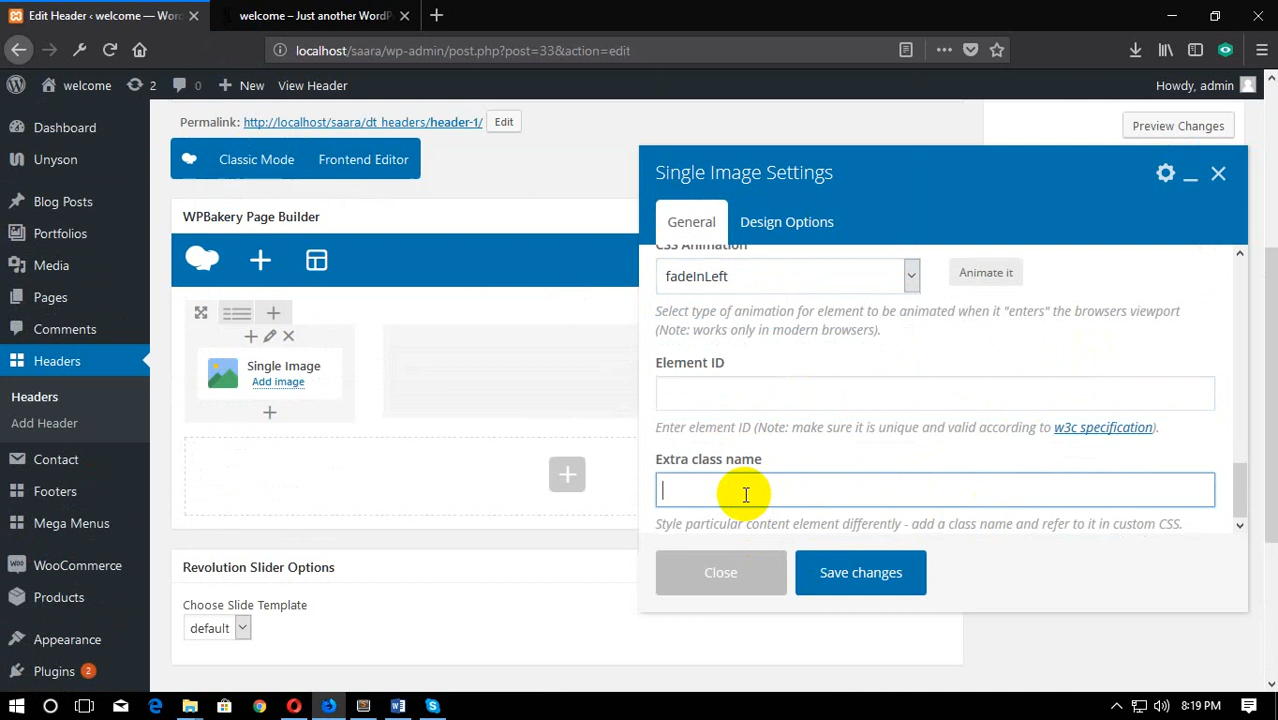 Edit Header ‹ welcome — Wor
welcome – Just another WordP
localhost/saara/wp-admin/post.php?post=33&action=edit
welcome
2
0
New
View Header
Howdy, admin
Dashboard
Unyson
Blog Posts
Portfolios
Media
Pages
Comments
Headers
Headers
Add Header
Contact
Footers
Mega Menus
WooCommerce
Products
Appearance
Plugins 2
Permalink: http://localhost/saara/dt_headers/header-1/
Edit
Preview Changes
Classic Mode
Frontend Editor
WPBakery Page Builder
Single Image
Add image
Revolution Slider Options
Choose Slide Template
default
Single Image Settings
General
Design Options
CSS Animation
fadeInLeft
Animate it
Select type of animation for element to be animated when it "enters" the browsers viewport
(Note: works only in modern browsers).
Element ID
Enter element ID (Note: make sure it is unique and valid according to w3c specification).
Extra class name
Style particular content element differently - add a class name and refer to it in custom CSS.
Close
Save changes
8:19 PM